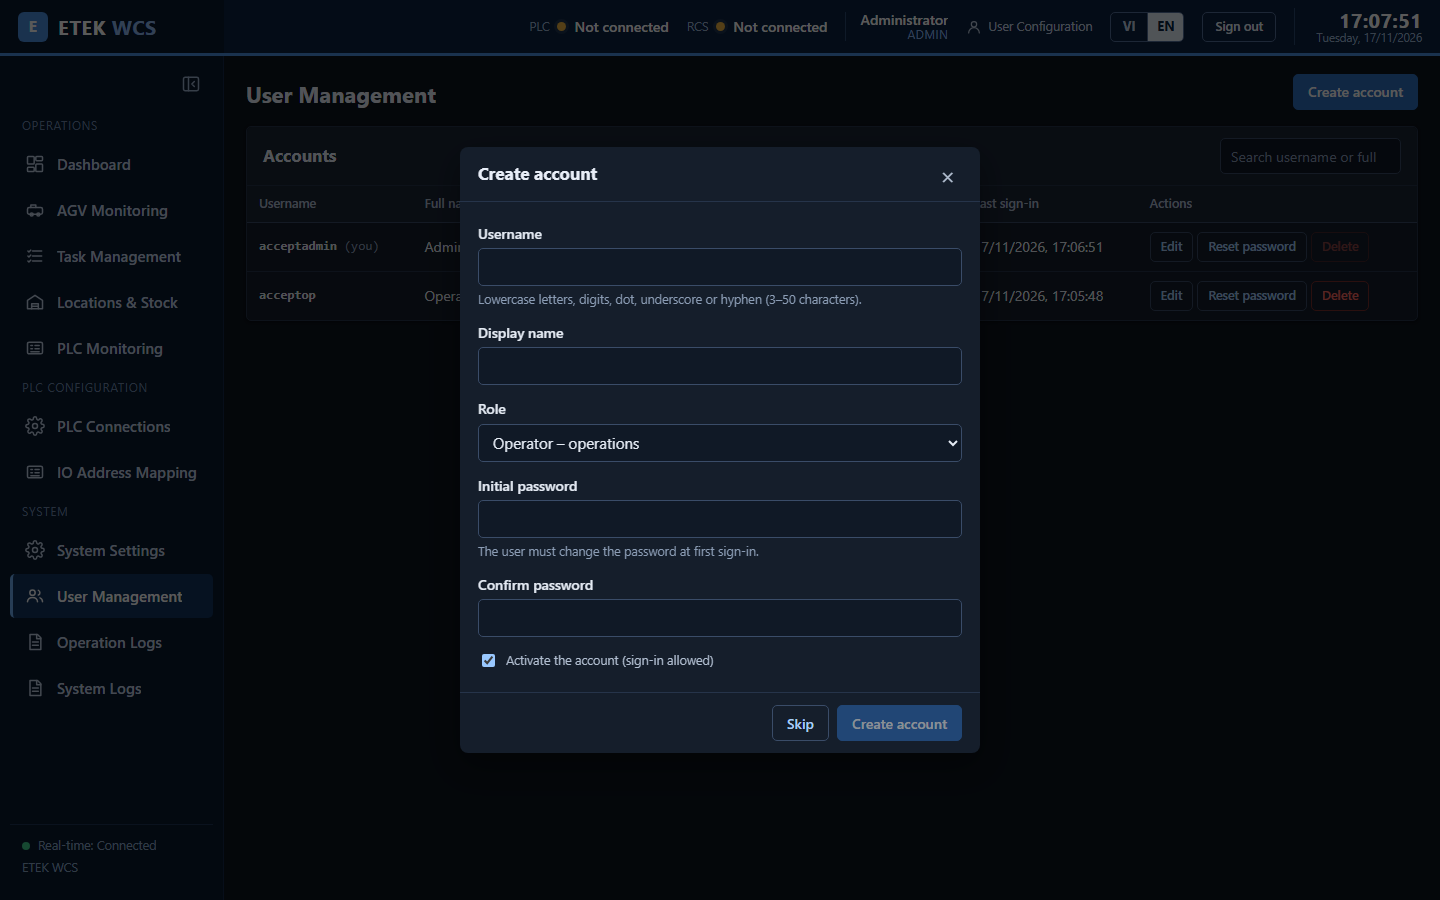 E ETEK WCS
PLC Not connected RCS Not connected
Administrator
ADMIN
User Configuration
VI EN
Sign out
17:07:51
Tuesday, 17/11/2026
OPERATIONS
Dashboard
AGV Monitoring
Task Management
Locations & Stock
PLC Monitoring
PLC CONFIGURATION
PLC Connections
IO Address Mapping
SYSTEM
System Settings
User Management
Operation Logs
System Logs
Real-time: Connected
ETEK WCS
User Management
Create account
Accounts
Search username or full
Username Full na ast sign-in Actions
acceptadmin (you) Admi 7/11/2026, 17:06:51 Edit Reset password Delete
acceptop Opera 7/11/2026, 17:05:48 Edit Reset password Delete
Create account
×
Username
Lowercase letters, digits, dot, underscore or hyphen (3–50 characters).
Display name
Role
Operator – operations
Initial password
The user must change the password at first sign-in.
Confirm password
Activate the account (sign-in allowed)
Skip Create account